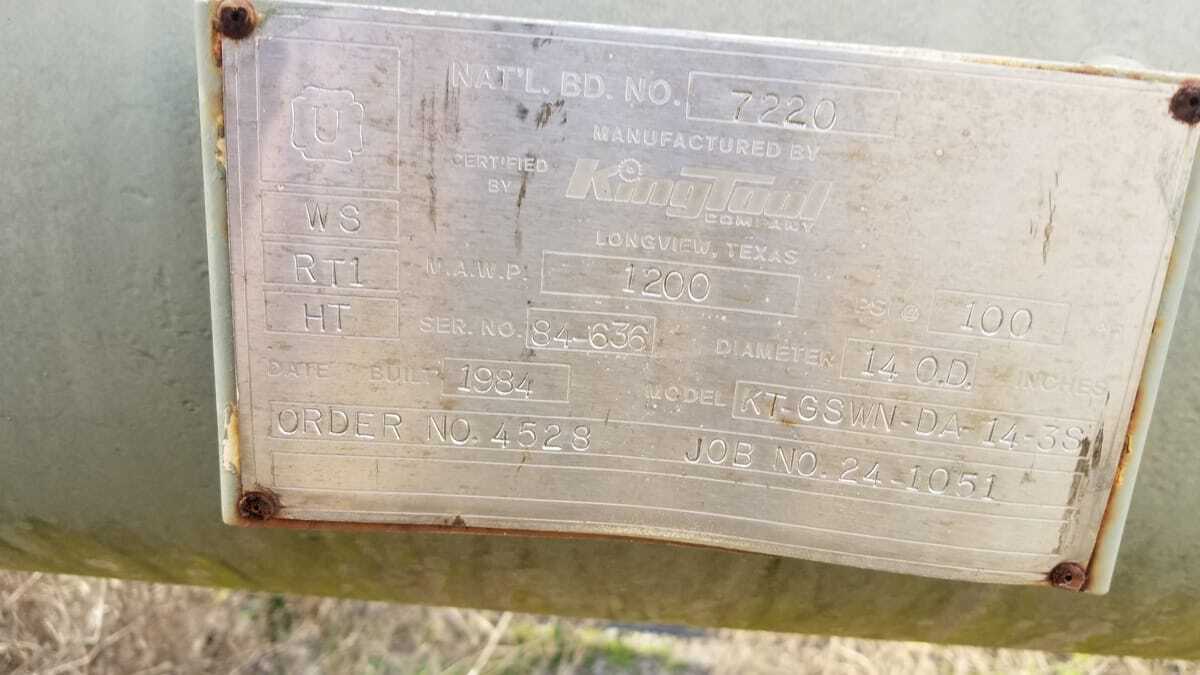 U
NAT'L. BD. NO. 7220
MANUFACTURED BY
CERTIFIED
BY
KingTool
COMPANY
LONGVIEW, TEXAS
WS
RT1
HT
M.A.W.P. 1200 PSI @ 100 °F
SER. NO. 84-636 DIAMETER 14 O.D. INCHES
DATE BUILT 1984 MODEL KT-GSWN-DA-14-3S
ORDER NO. 4528 JOB NO. 24-1051